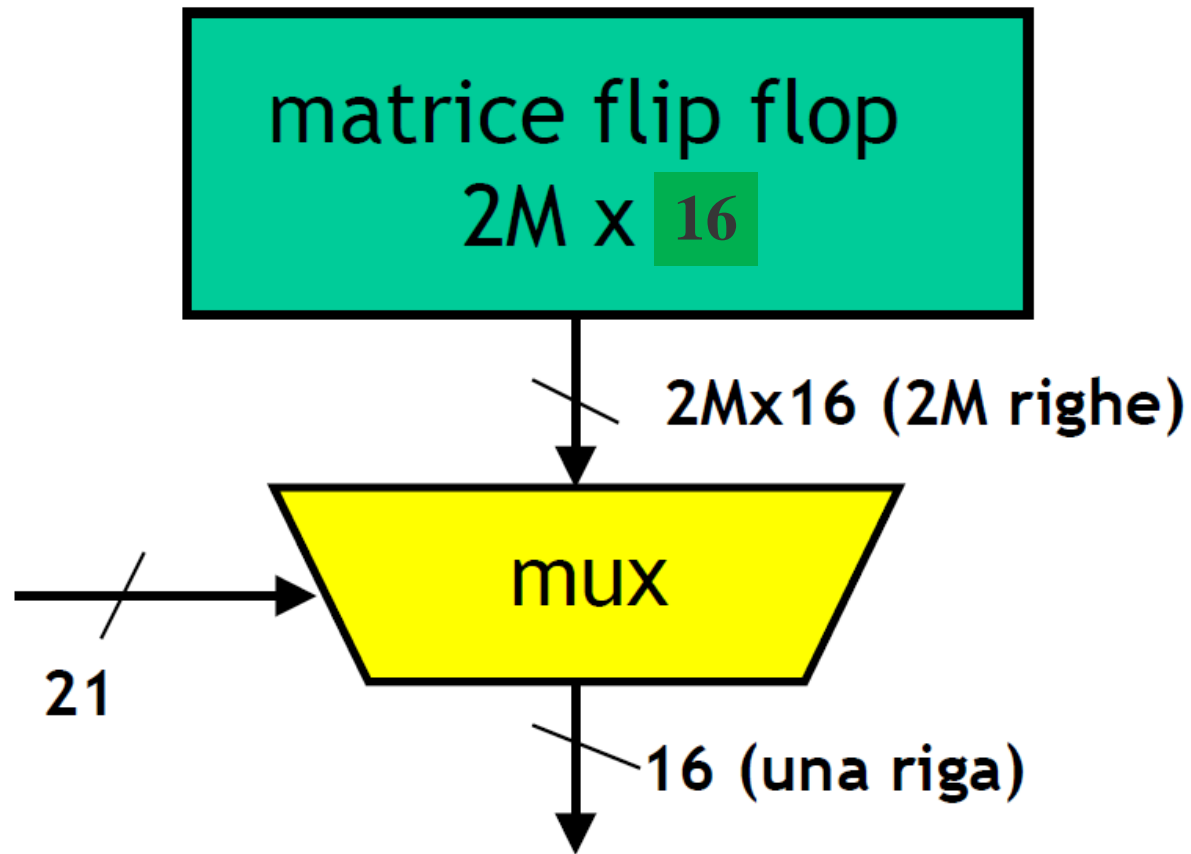 matrice flip flop
2M x 16
2Mx16 (2M righe)
mux
21
16 (una riga)